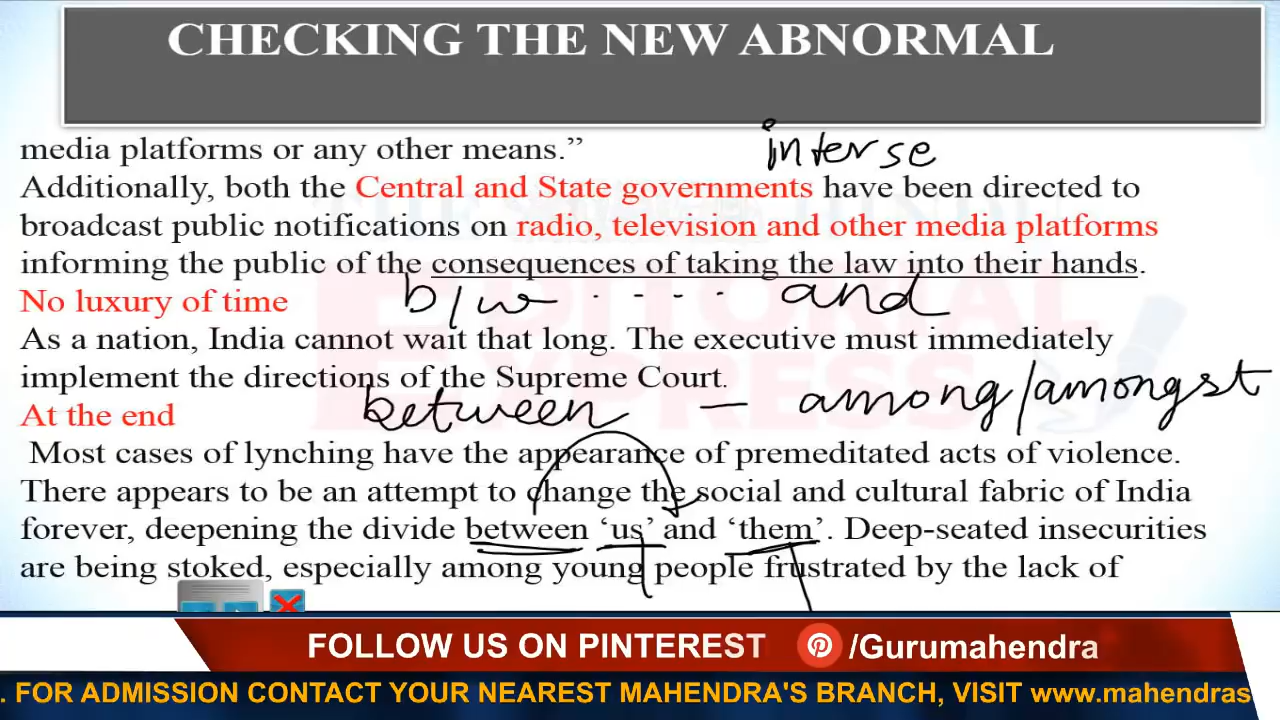 CHECKING THE NEW ABNORMAL
media platforms or any other means.”
interse
Additionally, both the Central and State governments have been directed to
broadcast public notifications on radio, television and other media platforms
informing the public of the consequences of taking the law into their hands.
No luxury of time
b/w - - - - and
As a nation, India cannot wait that long. The executive must immediately
implement the directions of the Supreme Court.
between — among/amongst
At the end
Most cases of lynching have the appearance of premeditated acts of violence.
There appears to be an attempt to change the social and cultural fabric of India
forever, deepening the divide between ‘us’ and ‘them’. Deep-seated insecurities
are being stoked, especially among young people frustrated by the lack of
EDITORIAL
EXPRESS
FOLLOW US ON PINTEREST /Gurumahendra
. FOR ADMISSION CONTACT YOUR NEAREST MAHENDRA'S BRANCH, VISIT www.mahendras